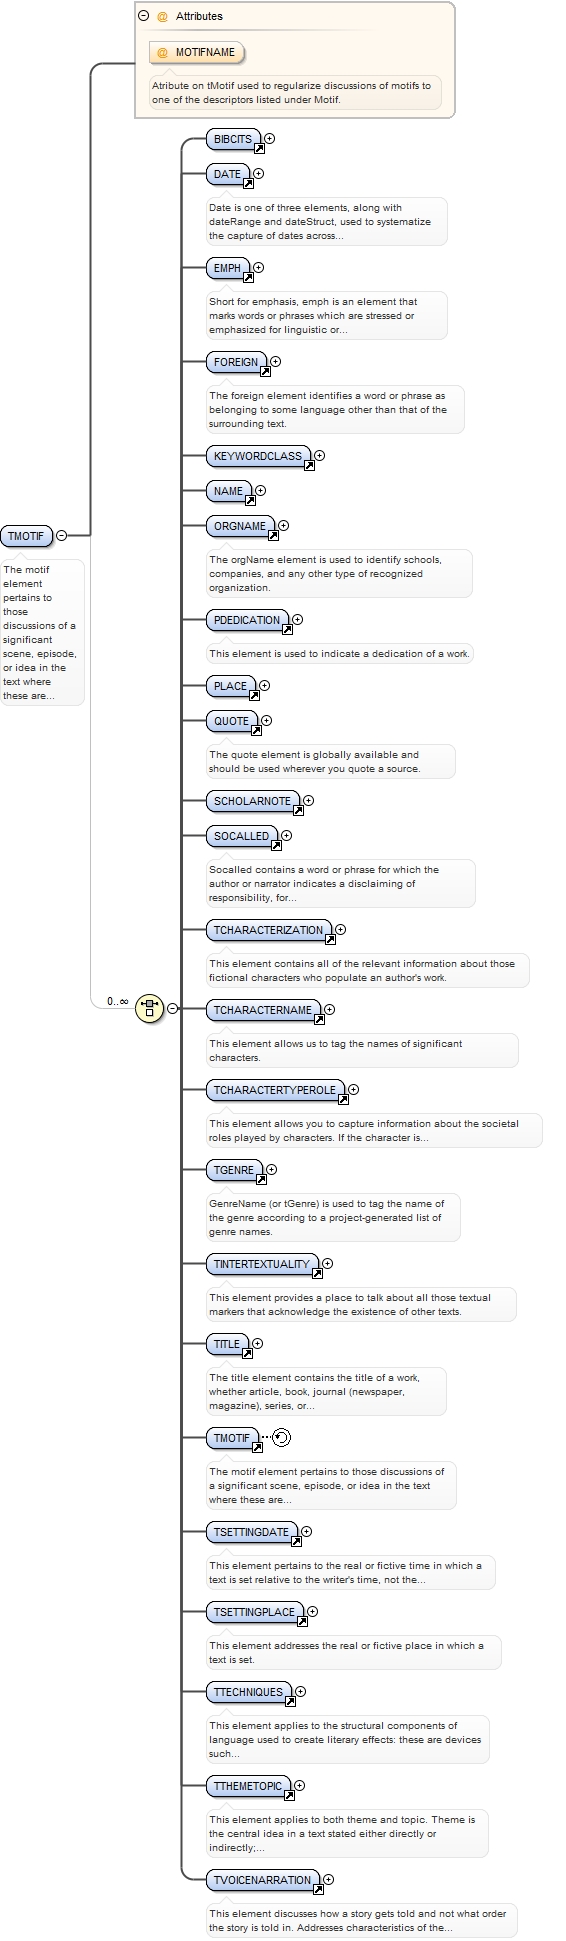 Attributes
@ MOTIFNAME
Atribute on tMotif used to regularize discussions of motifs to
one of the descriptors listed under Motif.
BIBCITS
DATE
Date is one of three elements, along with
dateRange and dateStruct, used to systematize
the capture of dates across...
EMPH
Short for emphasis, emph is an element that
marks words or phrases which are stressed or
emphasized for linguistic or...
FOREIGN
The foreign element identifies a word or phrase as
belonging to some language other than that of the
surrounding text.
KEYWORDCLASS
NAME
ORGNAME
The orgName element is used to identify schools,
companies, and any other type of recognized
organization.
TMOTIF
The motif
element
pertains to
those
discussions of a
significant
scene, episode,
or idea in the
text where
these are...
PDEDICATION
This element is used to indicate a dedication of a work.
PLACE
QUOTE
The quote element is globally available and
should be used wherever you quote a source.
SCHOLARNOTE
SOCALLED
Socalled contains a word or phrase for which the
author or narrator indicates a disclaiming of
responsibility, for...
TCHARACTERIZATION
This element contains all of the relevant information about those
fictional characters who populate an author's work.
0..∞
TCHARACTERNAME
This element allows us to tag the names of significant
characters.
TCHARACTERTYPEROLE
This element allows you to capture information about the societal
roles played by characters. If the character is...
TGENRE
GenreName (or tGenre) is used to tag the name of
the genre according to a project-generated list of
genre names.
TINTERTEXTUALITY
This element provides a place to talk about all those textual
markers that acknowledge the existence of other texts.
TITLE
The title element contains the title of a work,
whether article, book, journal (newspaper,
magazine), series, or...
TMOTIF
The motif element pertains to those discussions of
a significant scene, episode, or idea in the text
where these are...
TSETTINGDATE
This element pertains to the real or fictive time in which a
text is set relative to the writer's time, not the...
TSETTINGPLACE
This element addresses the real or fictive place in which a
text is set.
TTECHNIQUES
This element applies to the structural components of
language used to create literary effects: these are devices
such...
TTHEMETOPIC
This element applies to both theme and topic. Theme is
the central idea in a text stated either directly or
indirectly;...
TVOICENARRATION
This element discusses how a story gets told and not what order
the story is told in. Addresses characteristics of the...